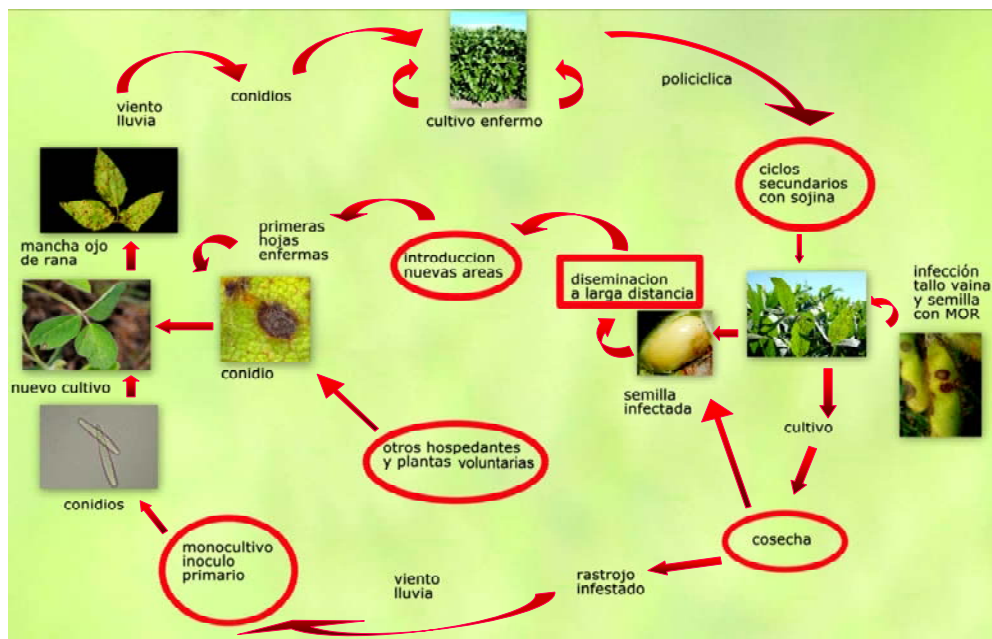 viento
lluvia
conidios
cultivo enfermo
policiclica
ciclos
secundarios
con sojina
mancha ojo
de rana
primeras
hojas
enfermas
introduccion
nuevas areas
diseminacion
a larga distancia
infección
tallo vaina
y semilla
con MOR
nuevo cultivo
conidio
semilla
infectada
cultivo
otros hospedantes
y plantas voluntarias
conidios
monocultivo
inoculo
primario
viento
lluvia
rastrojo
infestado
cosecha